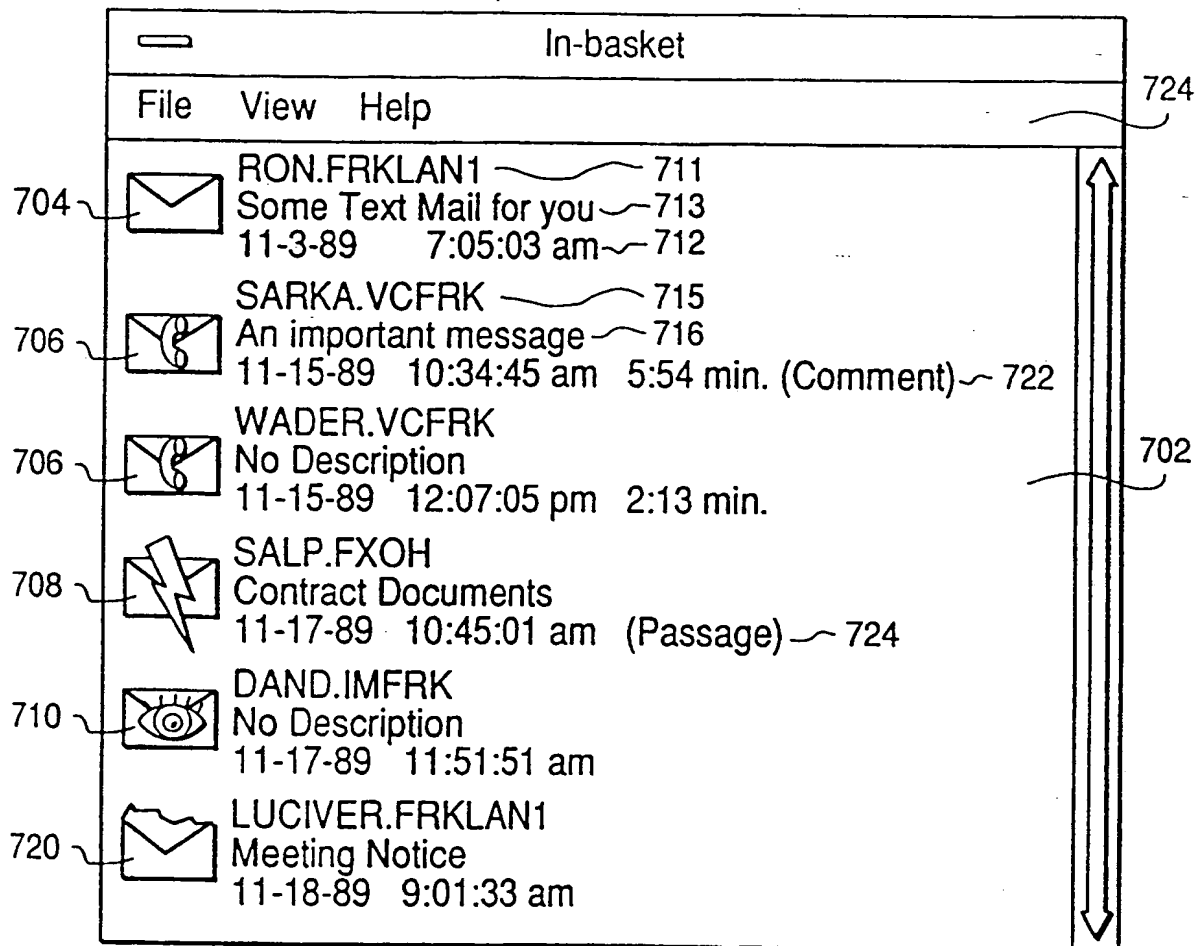 In-basket
File View Help 724
RON.FRKLAN1 711
704 Some Text Mail for you 713
11-3-89 7:05:03 am 712
SARKA.VCFRK 715
706 An important message 716
11-15-89 10:34:45 am 5:54 min. (Comment) 722
WADER.VCFRK
706 No Description 702
11-15-89 12:07:05 pm 2:13 min.
SALP.FXOH
708 Contract Documents
11-17-89 10:45:01 am (Passage) 724
DAND.IMFRK
710 No Description
11-17-89 11:51:51 am
LUCIVER.FRKLAN1
720 Meeting Notice
11-18-89 9:01:33 am